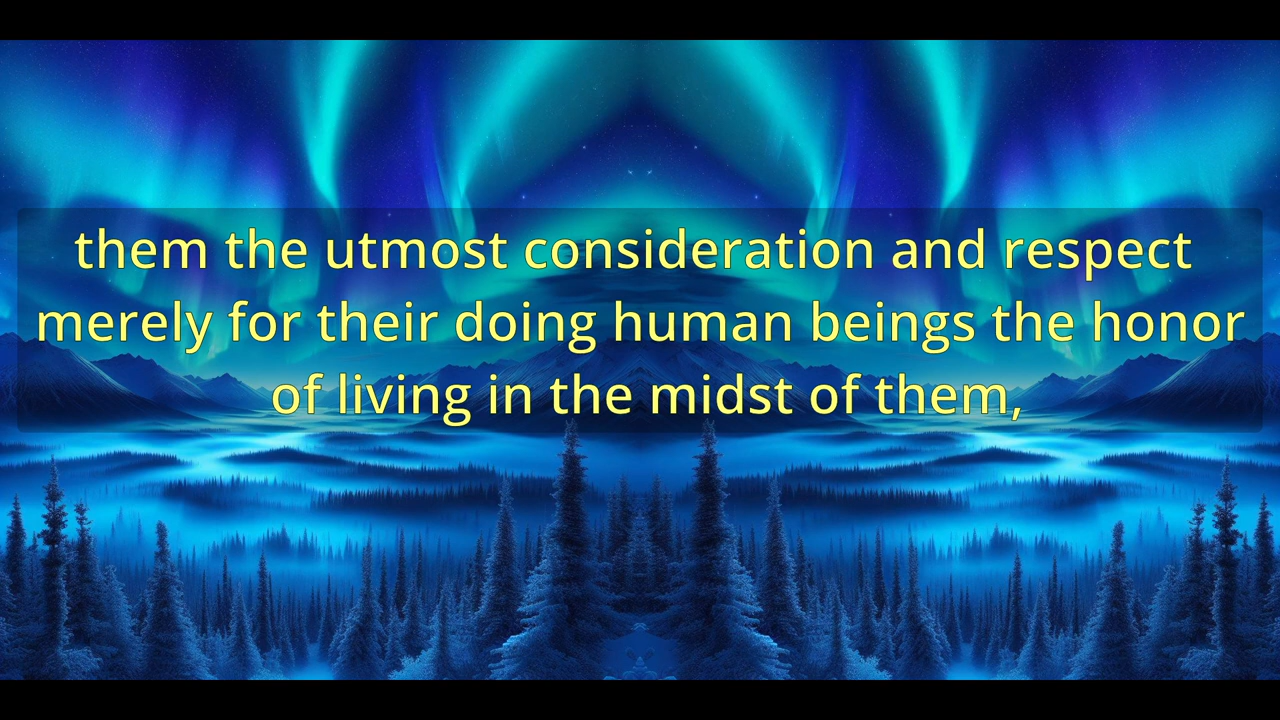 them the utmost consideration and respect
merely for their doing human beings the honor
of living in the midst of them,